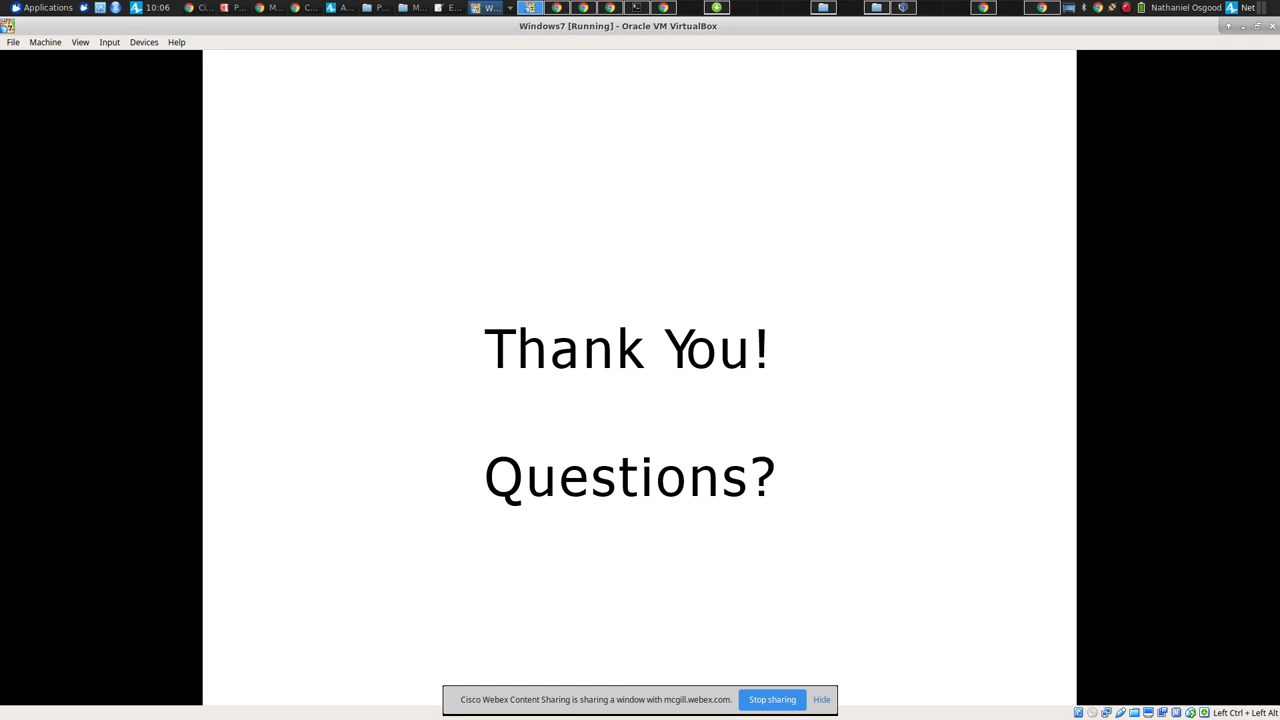 Applications 10:06 Ci... P... M... C... A... P... M... E... W... Nathaniel Osgood Net
Windows7 [Running] - Oracle VM VirtualBox
File Machine View Input Devices Help
Thank You!
Questions?
Cisco Webex Content Sharing is sharing a window with mcgill.webex.com. Stop sharing Hide
Left Ctrl + Left Alt